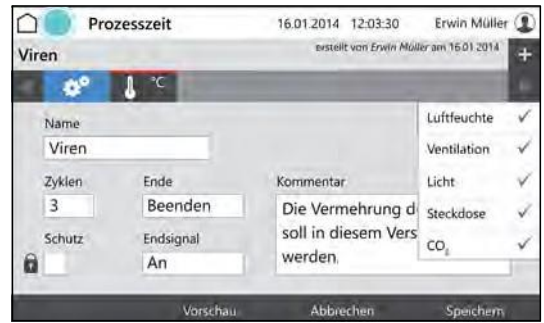 Prozesszeit 16.01.2014 12:03:30 Erwin Müller
Viren erstellt von Erwin Müller am 16.01.2014
+
°C
Name
Viren
Zyklen Ende Kommentar
3 Beenden
Die Vermehrung d
soll in diesem Vers
werden.
Schutz Endsignal
An
Luftfeuchte ✓
Ventilation ✓
Licht ✓
Steckdose ✓
CO₂ ✓
Vorschau Abbrechen Speichern